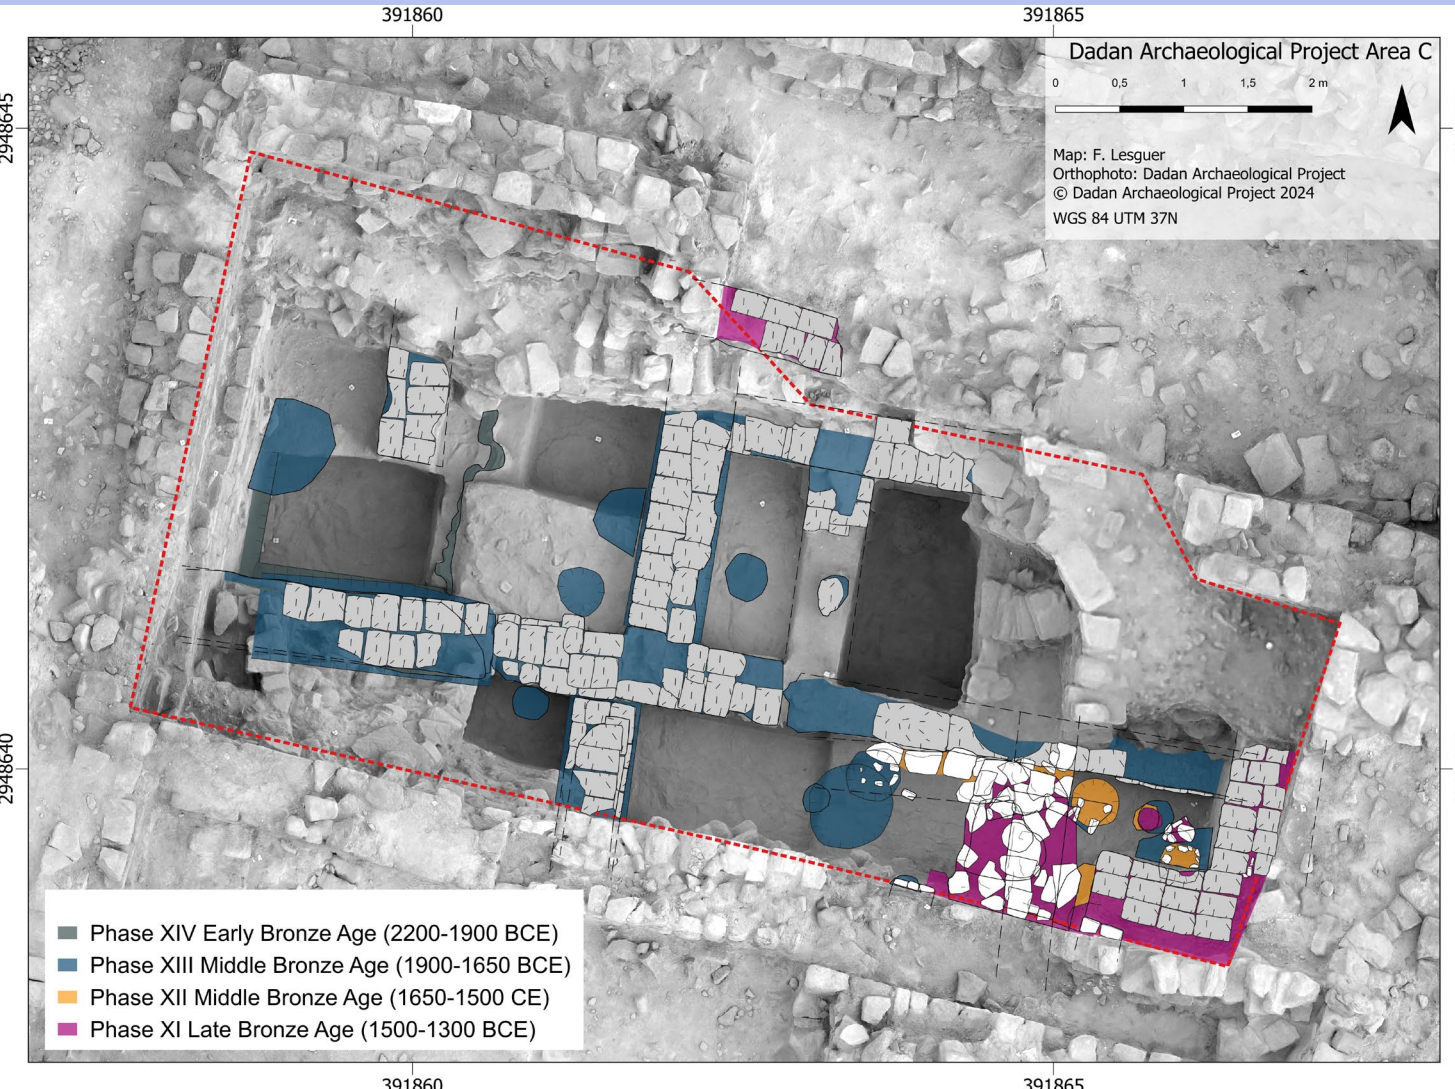 391860
391865
Dadan Archaeological Project Area C
0 0,5 1 1,5 2 m
Map: F. Lesguer
Orthophoto: Dadan Archaeological Project
© Dadan Archaeological Project 2024
WGS 84 UTM 37N
2948645
2948640
Phase XIV Early Bronze Age (2200-1900 BCE)
Phase XIII Middle Bronze Age (1900-1650 BCE)
Phase XII Middle Bronze Age (1650-1500 CE)
Phase XI Late Bronze Age (1500-1300 BCE)
391860
391865